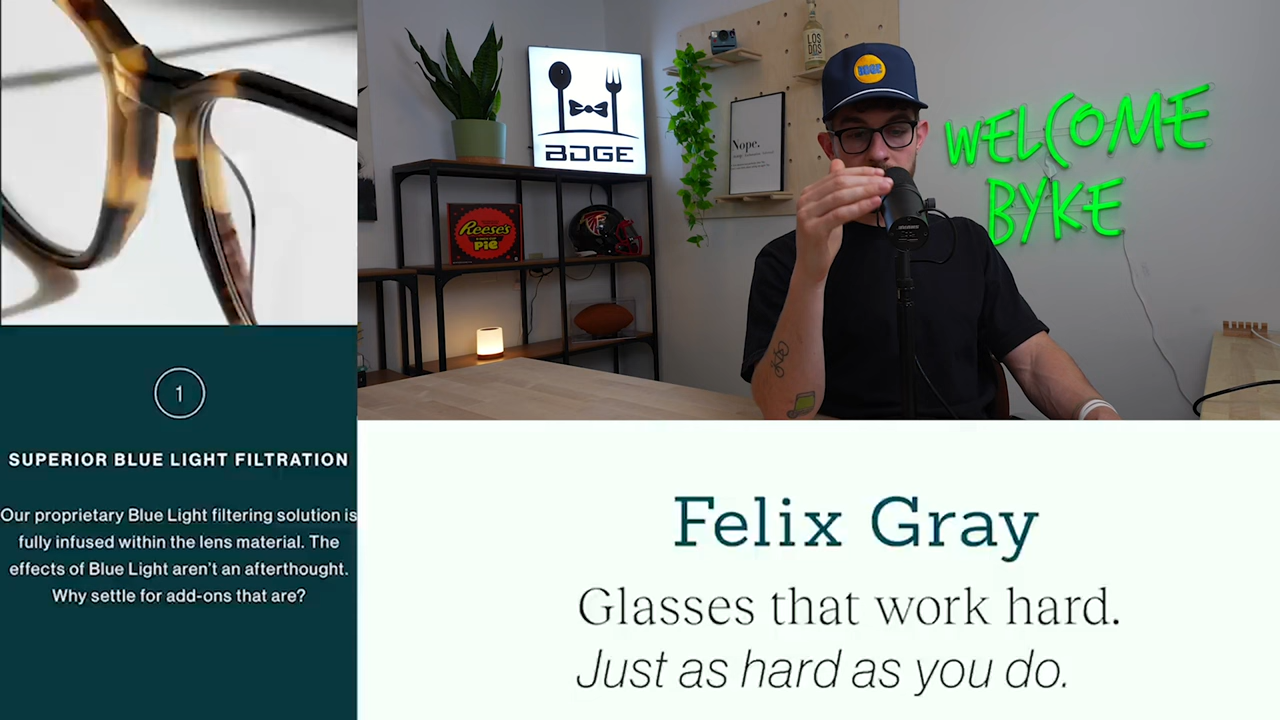 1
SUPERIOR BLUE LIGHT FILTRATION
Our proprietary Blue Light filtering solution is
fully infused within the lens material. The
effects of Blue Light aren't an afterthought.
Why settle for add-ons that are?
BDGE
Reese's
PIE
Nope.
LOS
DOS
BDGE
WELCOME
BYKE
Felix Gray
Glasses that work hard.
Just as hard as you do.